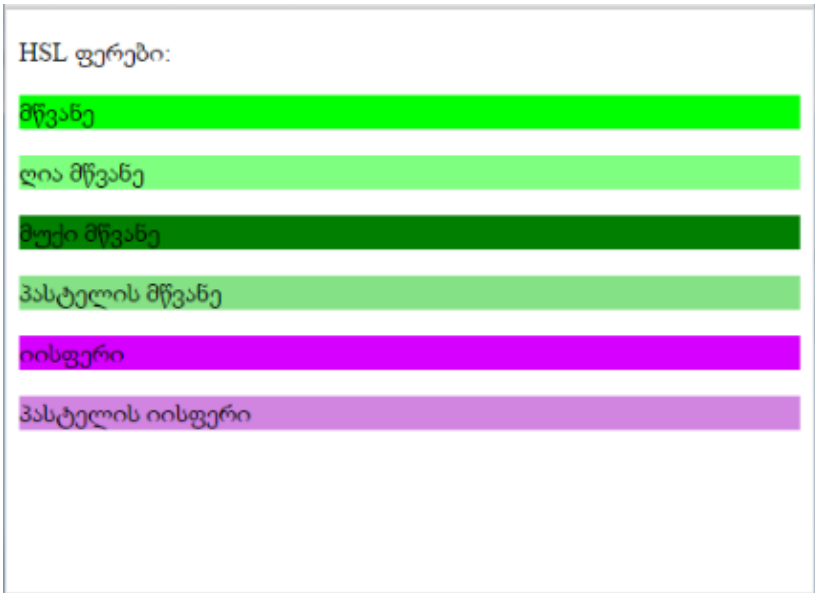 HSL ფერები:
მწვანე
ღია მწვანე
მუქი მწვანე
პასტელის მწვანე
იისფერი
პასტელის იისფერი